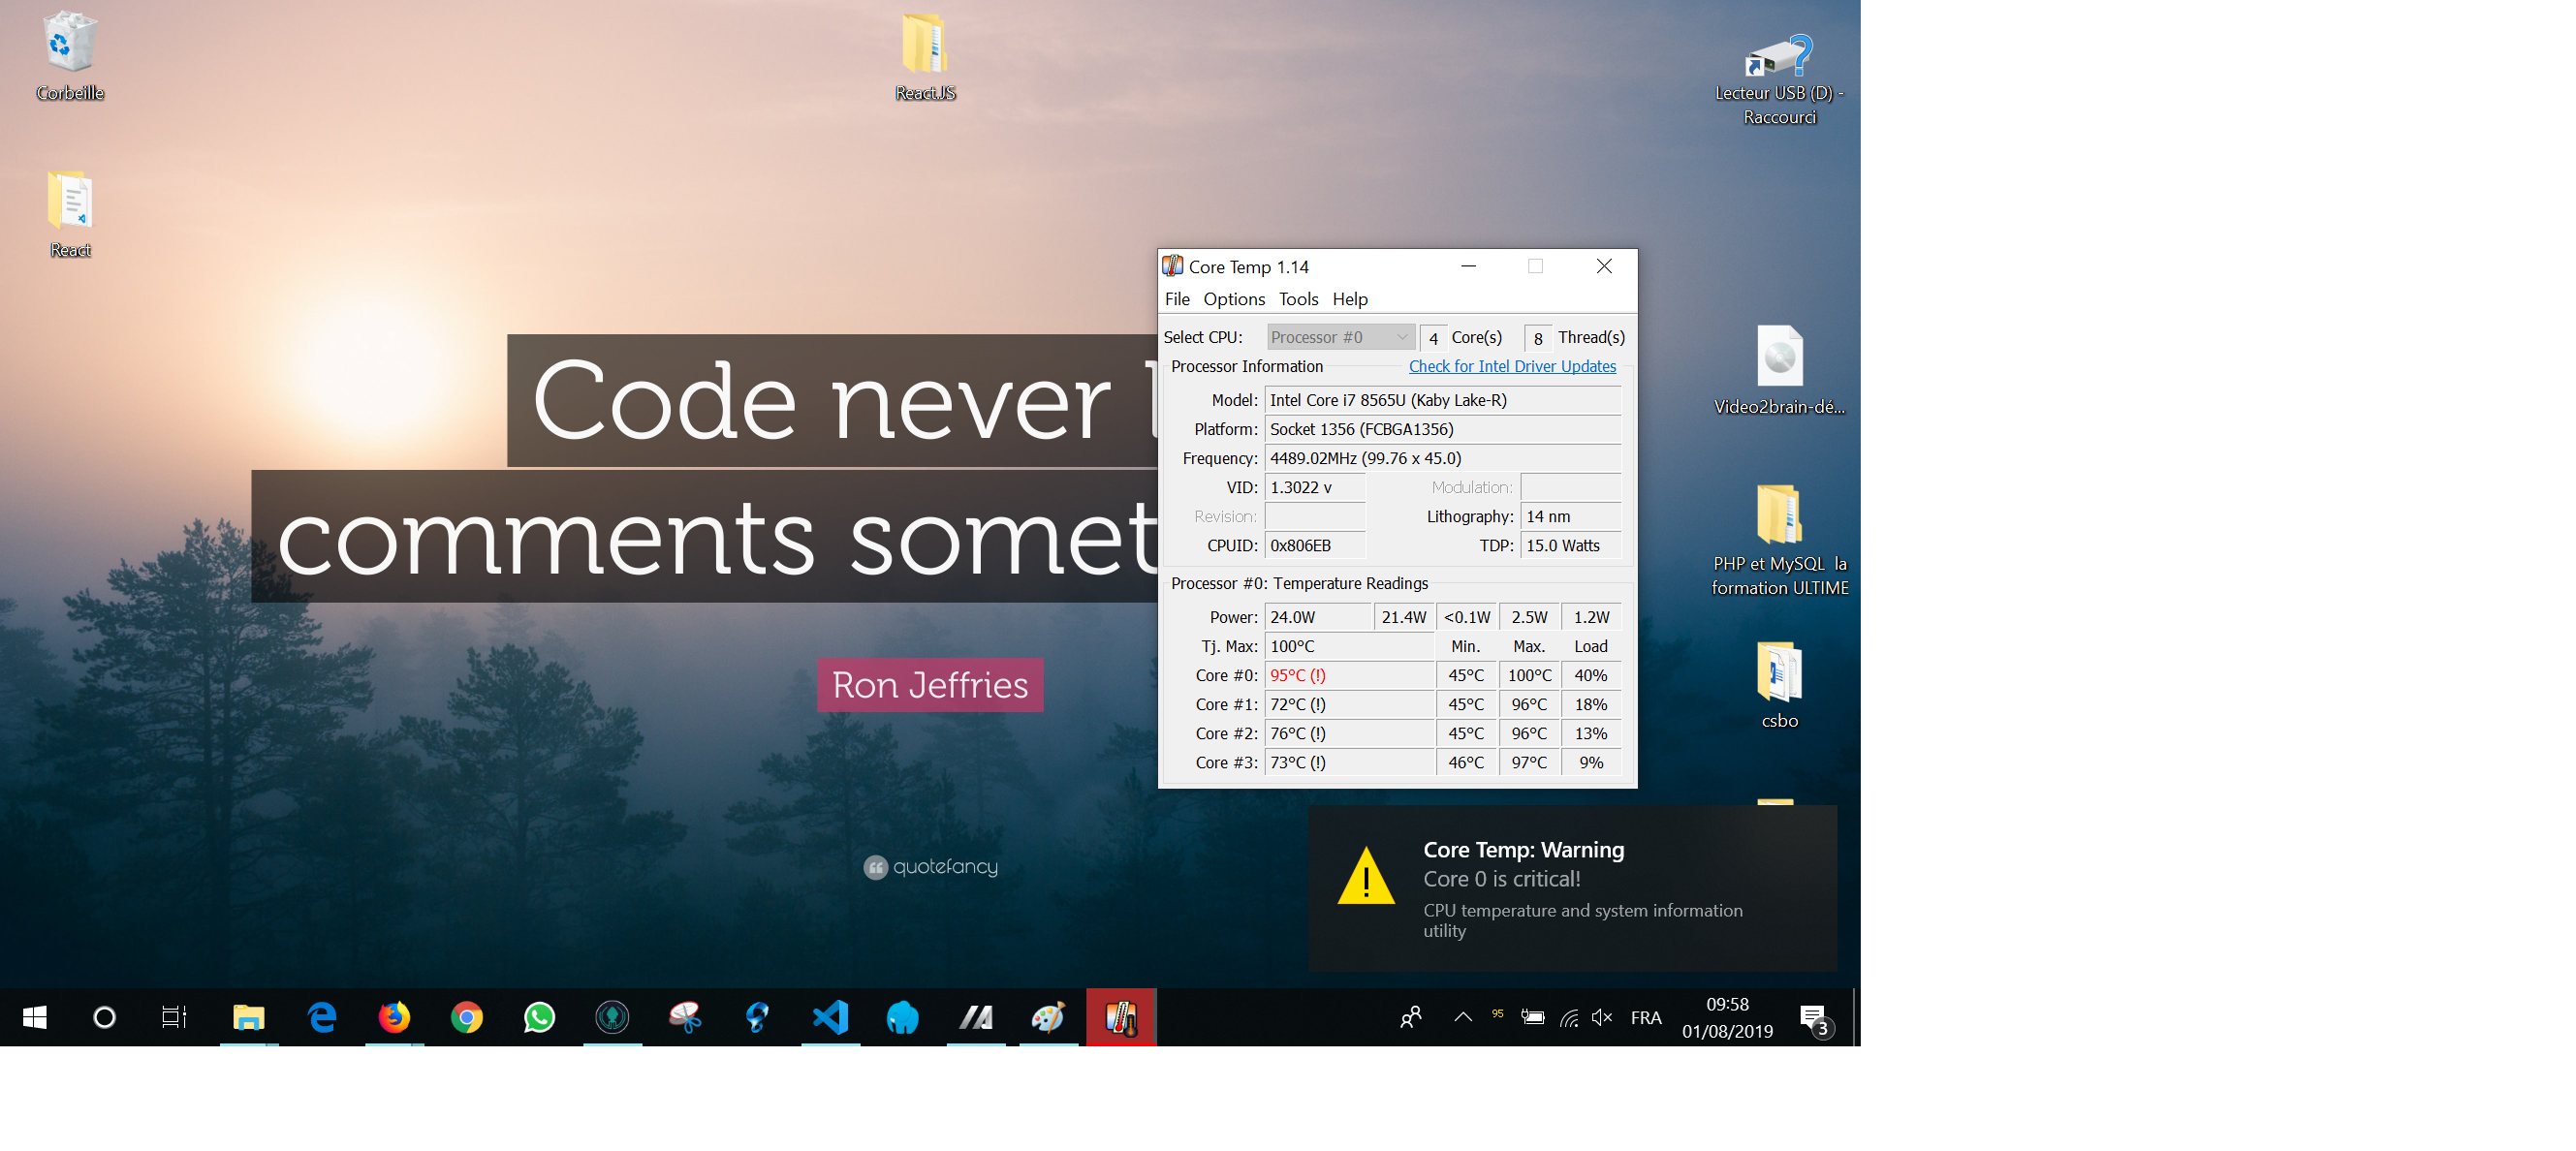 Corbeille
ReactJS
Lecteur USB (D) -
Raccourci
React
Code never
comments somet
Ron Jeffries
quotefancy
Core Temp 1.14
File Options Tools Help
Select CPU: Processor #0 4 Core(s) 8 Thread(s)
Processor Information Check for Intel Driver Updates
Model: Intel Core i7 8565U (Kaby Lake-R)
Platform: Socket 1356 (FCBGA1356)
Frequency: 4489.02MHz (99.76 x 45.0)
VID: 1.3022 v Modulation:
Revision: Lithography: 14 nm
CPUID: 0x806EB TDP: 15.0 Watts
Processor #0: Temperature Readings
Power: 24.0W 21.4W <0.1W 2.5W 1.2W
Tj. Max: 100°C Min. Max. Load
Core #0: 95°C (!) 45°C 100°C 40%
Core #1: 72°C (!) 45°C 96°C 18%
Core #2: 76°C (!) 45°C 96°C 13%
Core #3: 73°C (!) 46°C 97°C 9%
Video2brain-dé...
PHP et MySQL la
formation ULTIME
csbo
Core Temp: Warning
Core 0 is critical!
CPU temperature and system information
utility
95
FRA
09:58
01/08/2019
3